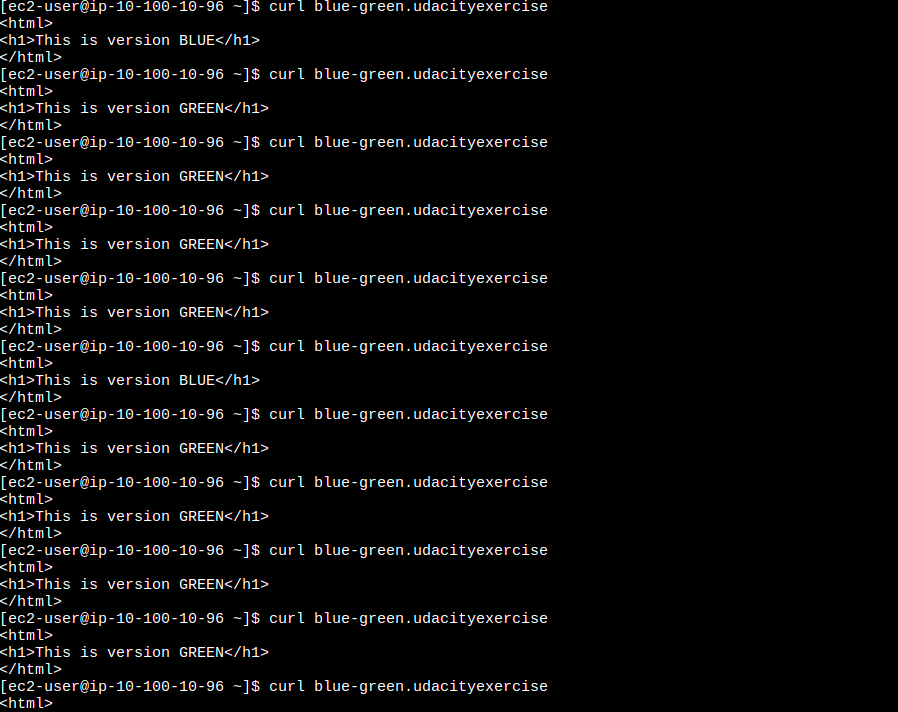 [ec2-user@ip-10-100-10-96 ~]$ curl blue-green.udacityexercise
<html>
<h1>This is version BLUE</h1>
</html>
[ec2-user@ip-10-100-10-96 ~]$ curl blue-green.udacityexercise
<html>
<h1>This is version GREEN</h1>
</html>
[ec2-user@ip-10-100-10-96 ~]$ curl blue-green.udacityexercise
<html>
<h1>This is version GREEN</h1>
</html>
[ec2-user@ip-10-100-10-96 ~]$ curl blue-green.udacityexercise
<html>
<h1>This is version GREEN</h1>
</html>
[ec2-user@ip-10-100-10-96 ~]$ curl blue-green.udacityexercise
<html>
<h1>This is version GREEN</h1>
</html>
[ec2-user@ip-10-100-10-96 ~]$ curl blue-green.udacityexercise
<html>
<h1>This is version BLUE</h1>
</html>
[ec2-user@ip-10-100-10-96 ~]$ curl blue-green.udacityexercise
<html>
<h1>This is version GREEN</h1>
</html>
[ec2-user@ip-10-100-10-96 ~]$ curl blue-green.udacityexercise
<html>
<h1>This is version GREEN</h1>
</html>
[ec2-user@ip-10-100-10-96 ~]$ curl blue-green.udacityexercise
<html>
<h1>This is version GREEN</h1>
</html>
[ec2-user@ip-10-100-10-96 ~]$ curl blue-green.udacityexercise
<html>
<h1>This is version GREEN</h1>
</html>
[ec2-user@ip-10-100-10-96 ~]$ curl blue-green.udacityexercise
<html>